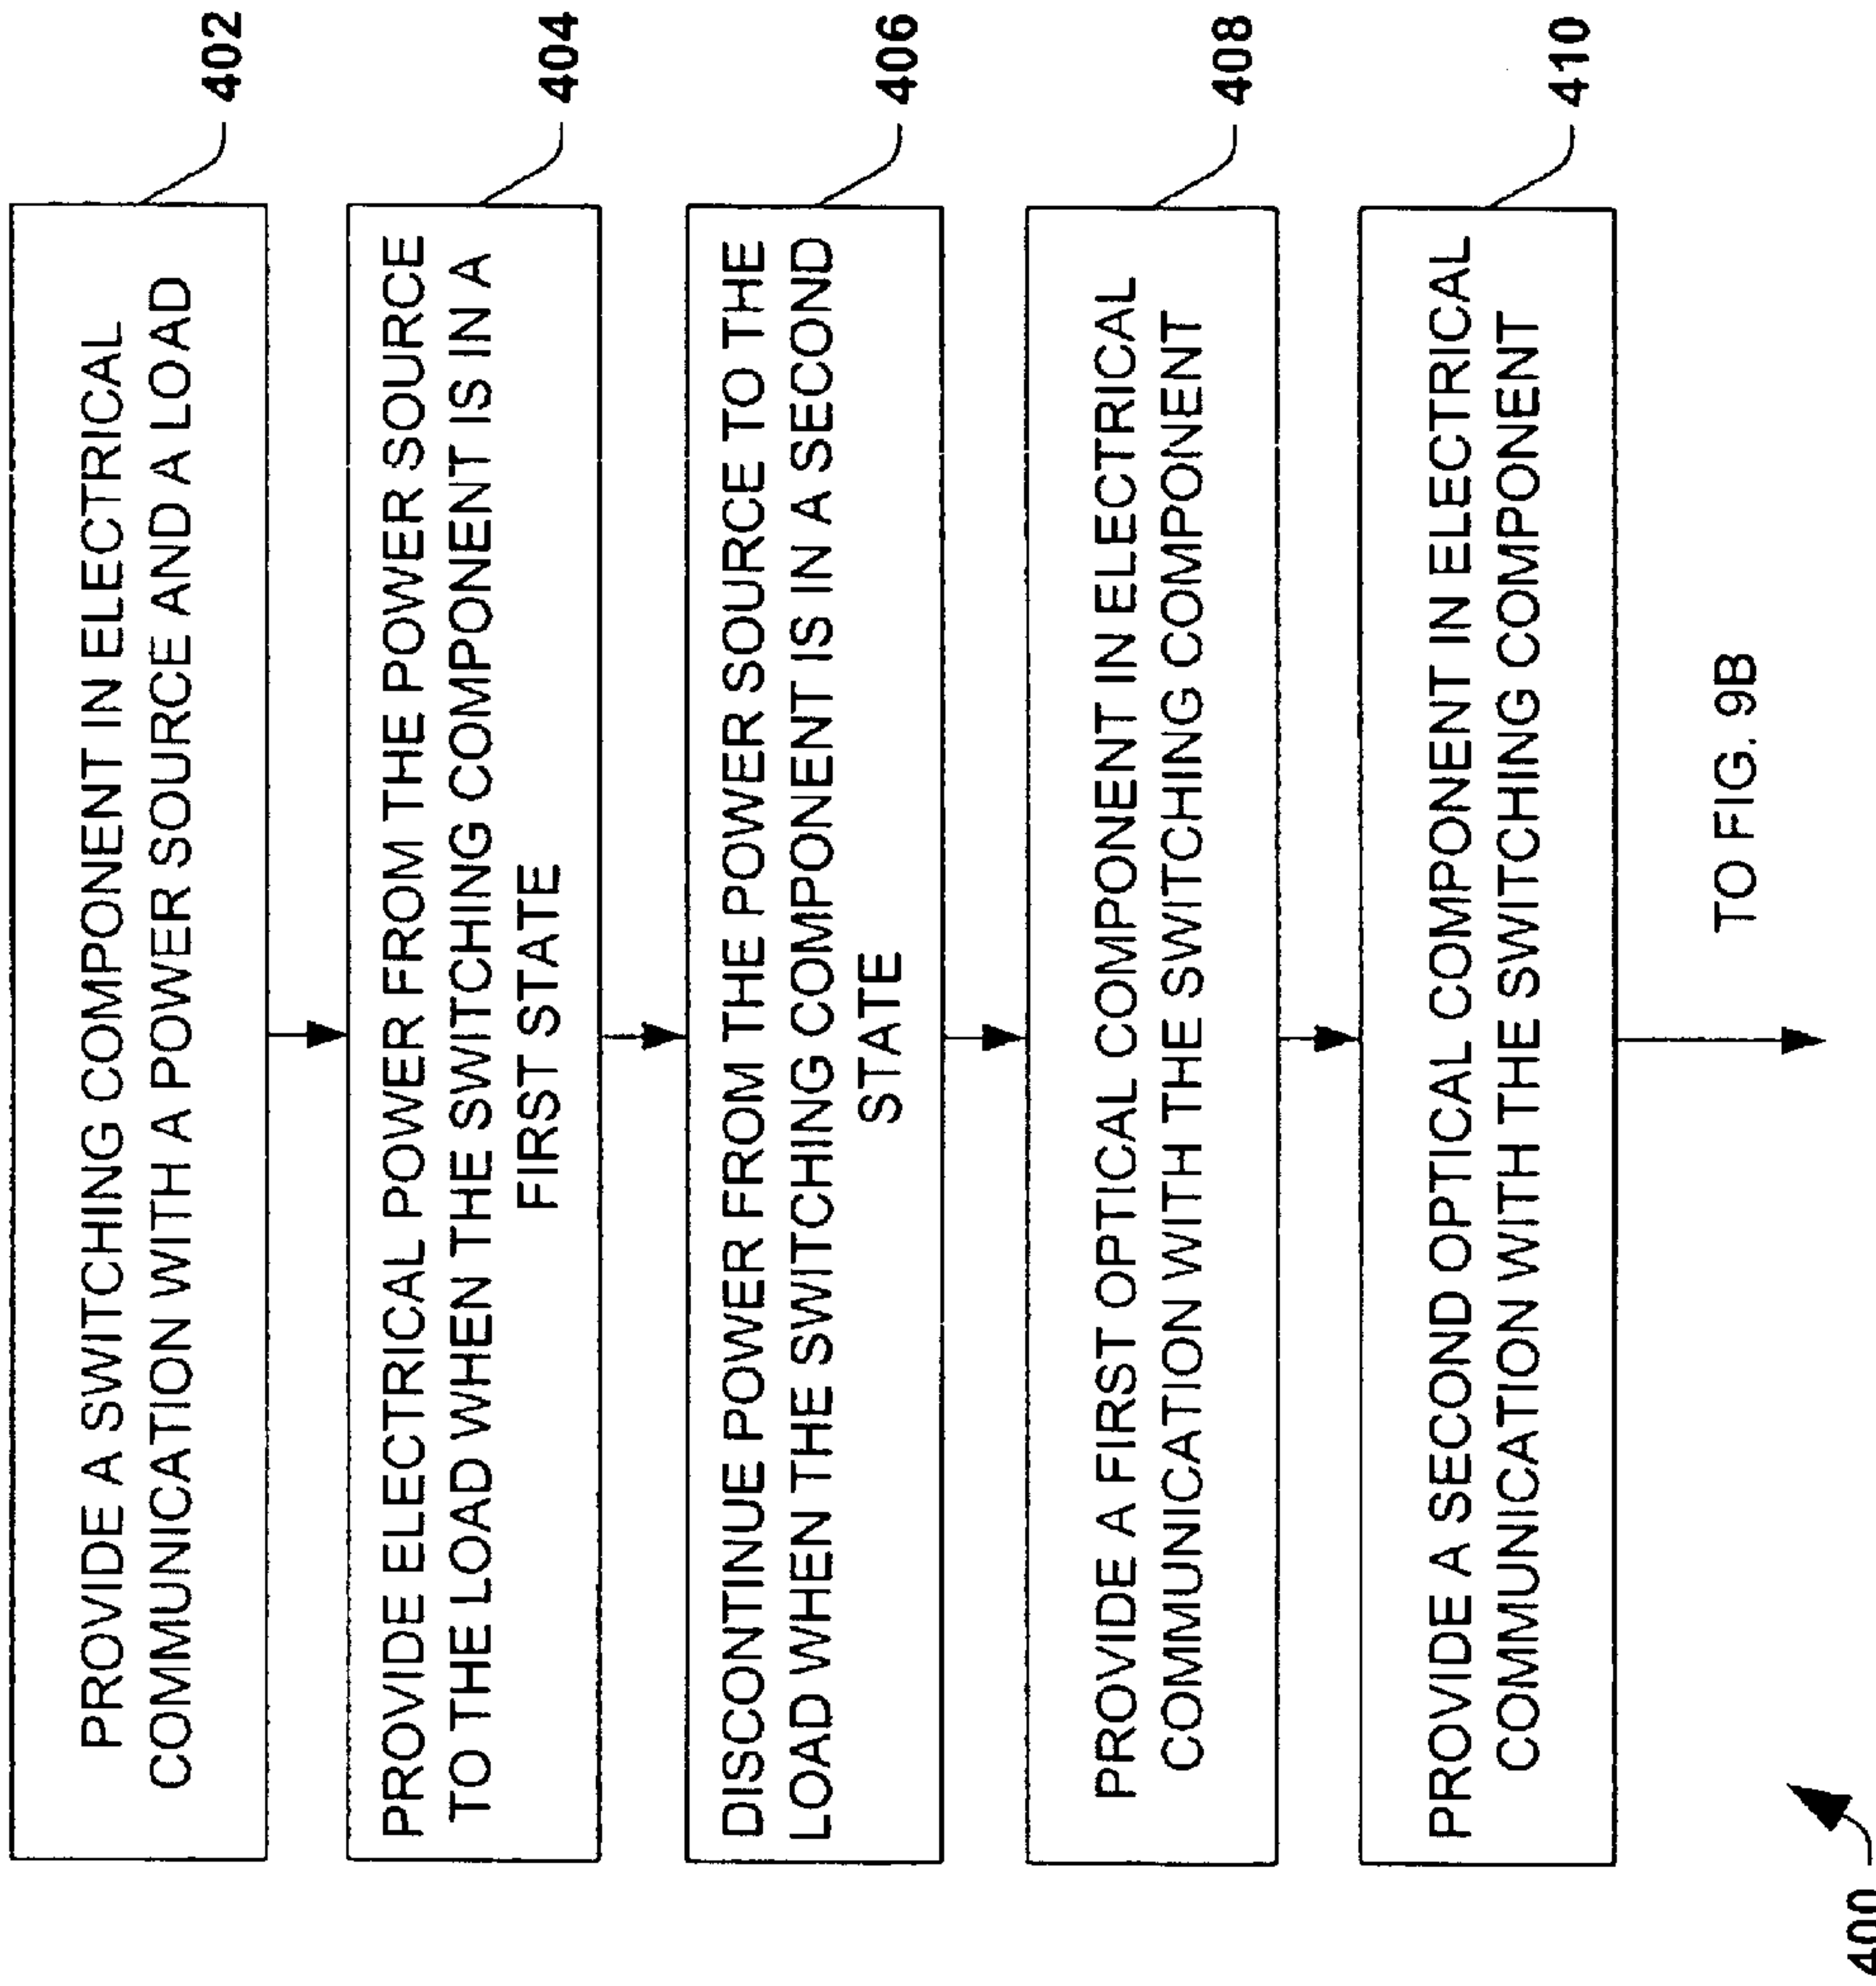 PROVIDE A SWITCHING COMPONENT IN ELECTRICAL
COMMUNICATION WITH A POWER SOURCE AND A LOAD
402
PROVIDE ELECTRICAL POWER FROM THE POWER SOURCE
TO THE LOAD WHEN THE SWITCHING COMPONENT IS IN A
FIRST STATE
404
DISCONTINUE POWER FROM THE POWER SOURCE TO THE
LOAD WHEN THE SWITCHING COMPONENT IS IN A SECOND
STATE
406
PROVIDE A FIRST OPTICAL COMPONENT IN ELECTRICAL
COMMUNICATION WITH THE SWITCHING COMPONENT
408
PROVIDE A SECOND OPTICAL COMPONENT IN ELECTRICAL
COMMUNICATION WITH THE SWITCHING COMPONENT
410
TO FIG. 9B
400